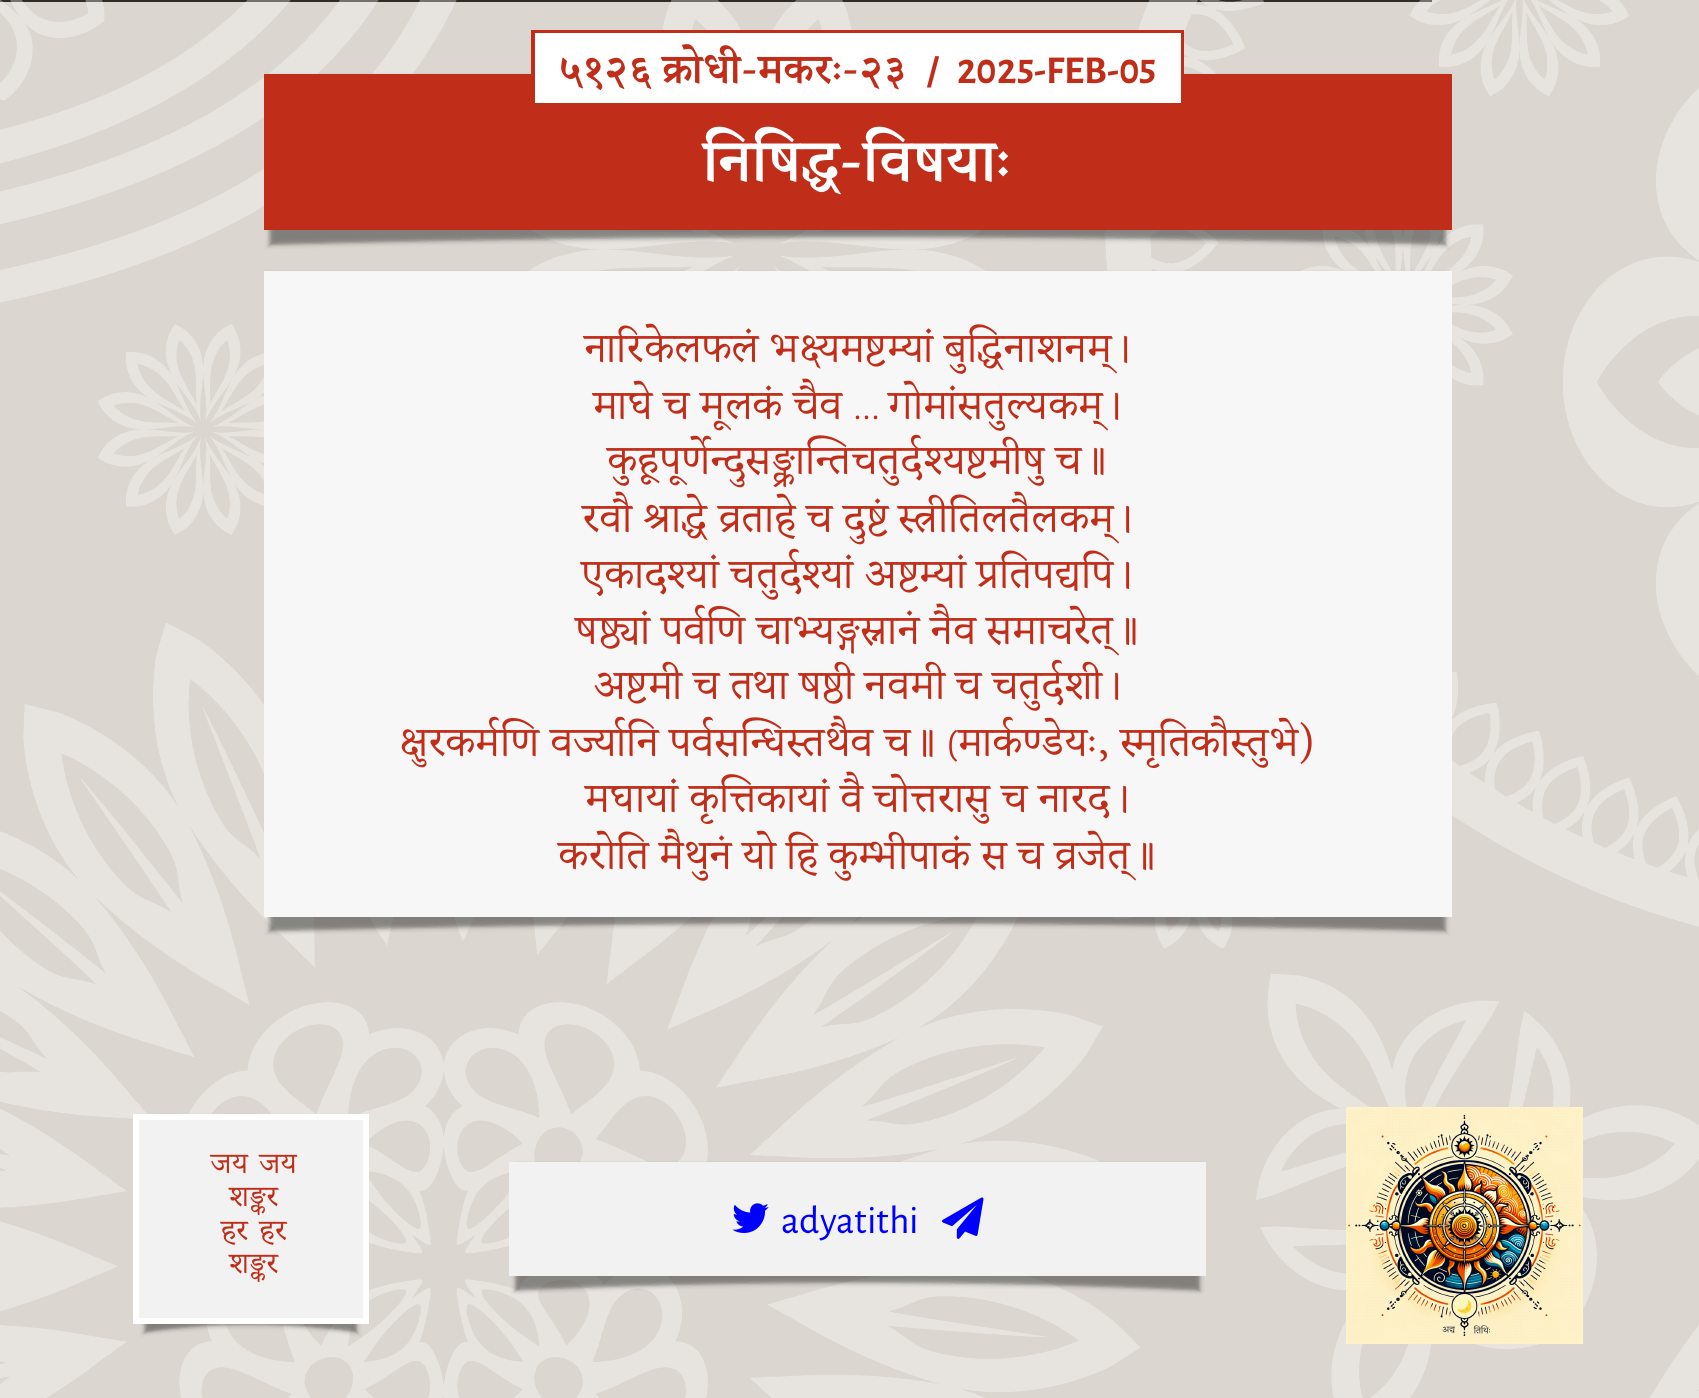 ५१२६ क्रोधी-मकरः-२३ / 2025-FEB-05
निषिद्ध-विषयाः
नारिकेलफलं भक्ष्यमष्टम्यां बुद्धिनाशनम्।
माघे च मूलकं चैव ... गोमांसतुल्यकम्।
कुहूपूर्णेन्दुसङ्क्रान्तिचतुर्दश्यष्टमीषु च॥
रवौ श्राद्धे व्रताहे च दुष्टं स्त्रीतिलतैलकम्।
एकादश्यां चतुर्दश्यां अष्टम्यां प्रतिपद्यपि।
षष्ठ्यां पर्वणि चाभ्यङ्गस्नानं नैव समाचरेत्॥
अष्टमी च तथा षष्ठी नवमी च चतुर्दशी।
क्षुरकर्मणि वर्ज्यानि पर्वसन्धिस्तथैव च॥ (मार्कण्डेयः, स्मृतिकौस्तुभे)
मघायां कृत्तिकायां वै चोत्तरासु च नारद।
करोति मैथुनं यो हि कुम्भीपाकं स च व्रजेत्॥
जय जय
शङ्कर
हर हर
शङ्कर
adyatithi
अद्य तिथिः